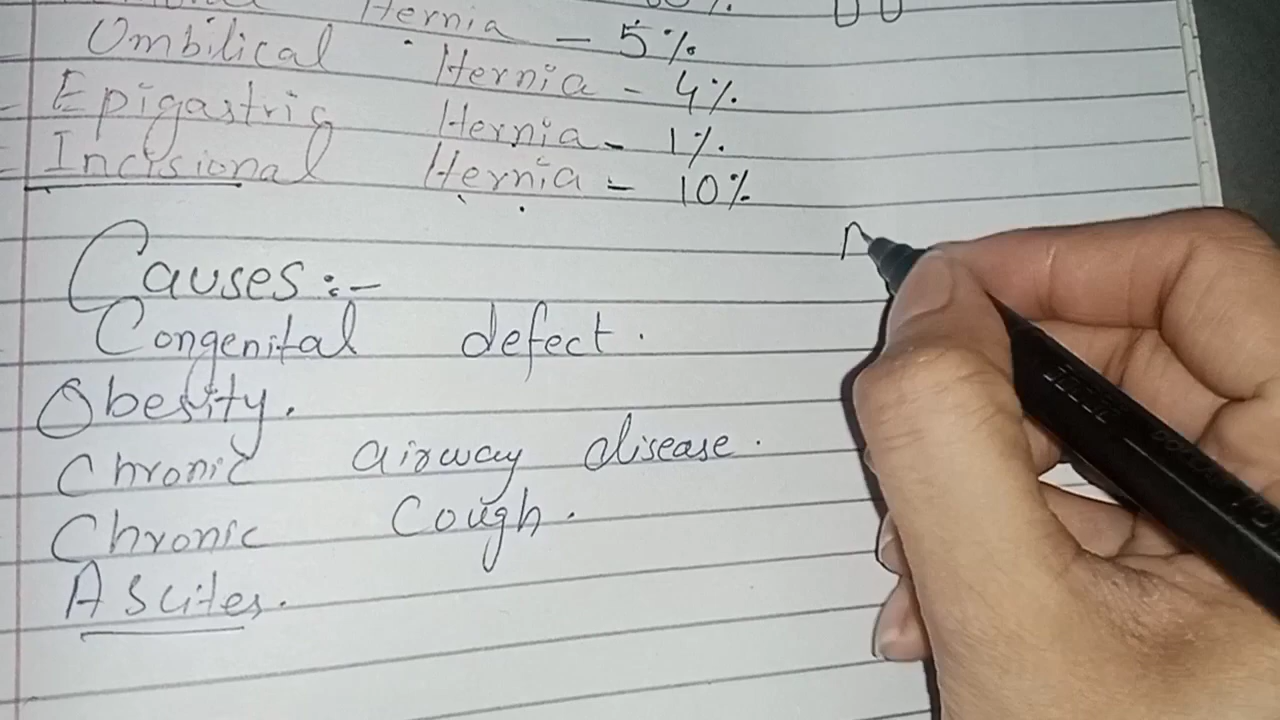 Hernia - 5%
Umbilical Hernia - 4%
Epigastric Hernia - 1%
Incisional Hernia - 10%
Causes:-
Congenital defect.
Obesity.
Chronic airway disease.
Chronic Cough.
Ascites.